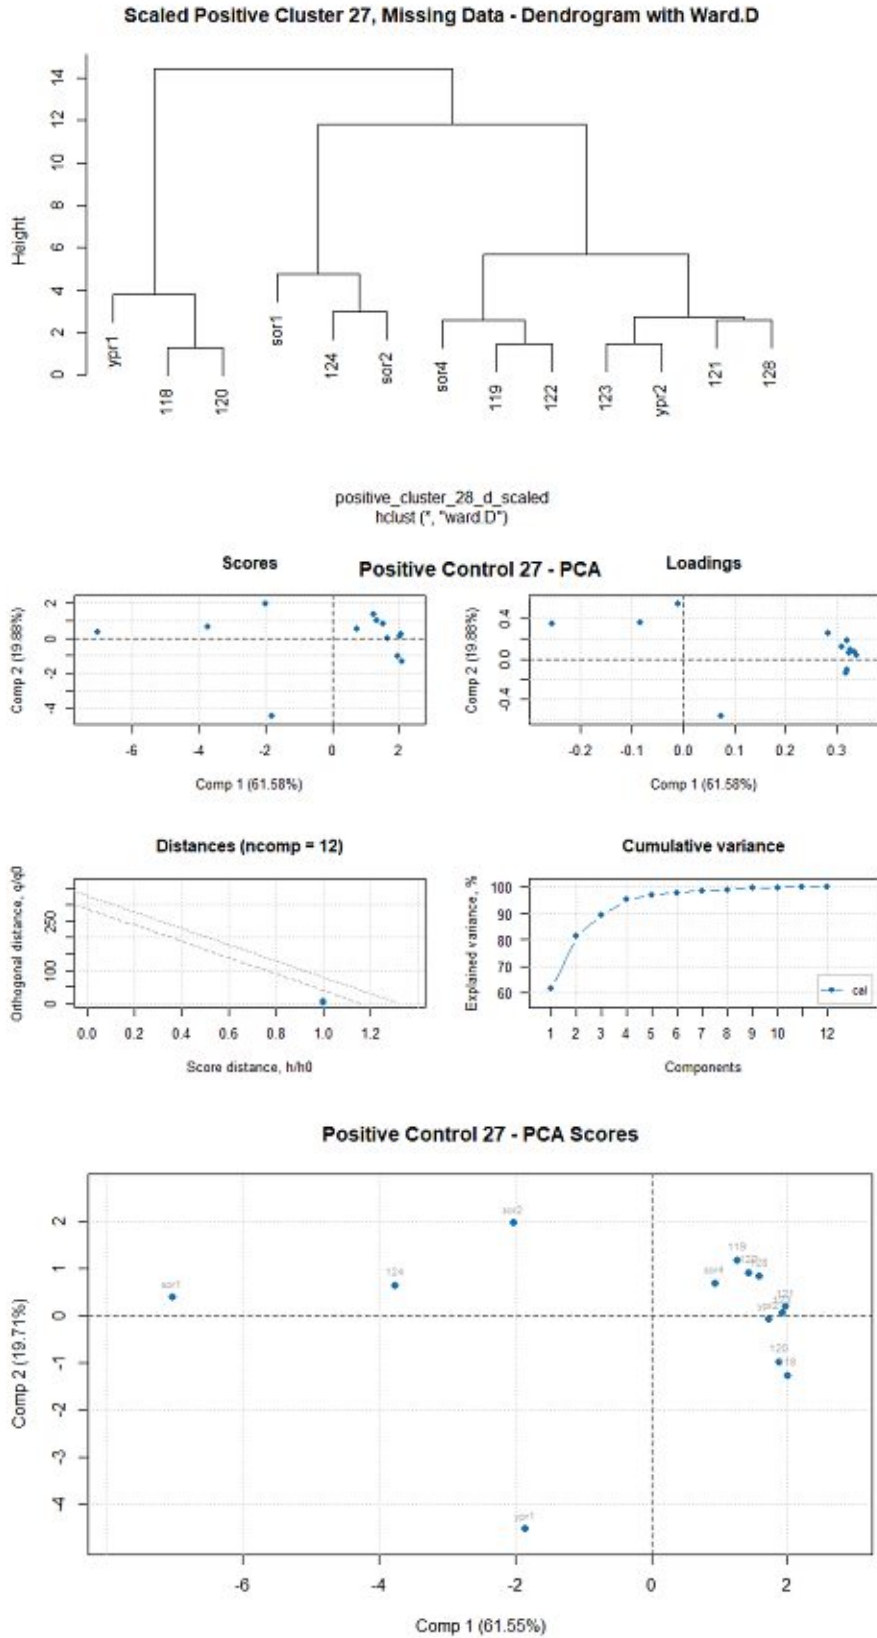 Scaled Positive Cluster 27, Missing Data - Dendrogram with Ward.D
Height
14
12
10
8
6
4
2
0
ypr1
118
120
sor1
124
sor2
sor4
119
122
123
ypr2
121
128
positive_cluster_28_d_scaled
hclust (*, "ward.D")
Positive Control 27 - PCA
Scores
Comp 2 (19.88%)
2
0
-2
-4
-6 -4 -2 0 2
Comp 1 (61.58%)
Loadings
Comp 2 (19.88%)
0.4
0.0
-0.4
-0.2 -0.1 0.0 0.1 0.2 0.3
Comp 1 (61.58%)
Distances (ncomp = 12)
Orthogonal distance, q/q0
250
100
0
0.0 0.2 0.4 0.6 0.8 1.0 1.2
Score distance, h/h0
Cumulative variance
Explained variance, %
100
90
80
70
60
cal
1 2 3 4 5 6 7 8 9 10 12
Components
Positive Control 27 - PCA Scores
Comp 2 (19.71%)
2
1
0
-1
-2
-3
-4
sor2
119
sor1
124
sor4
121
ypr2
120
ypr1
-6 -4 -2 0 2
Comp 1 (61.55%)